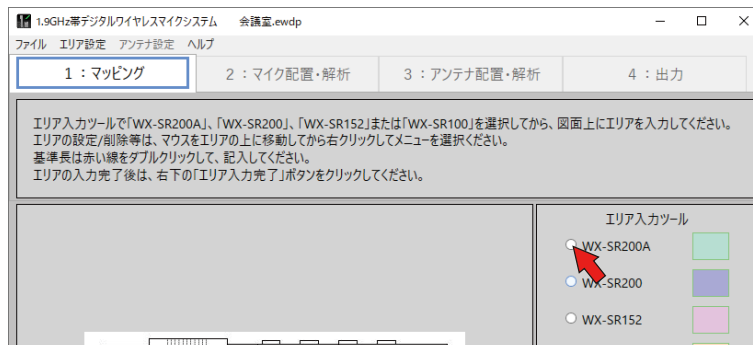 1.9GHz帯デジタルワイヤレスマイクシステム 会議室.ewdp
ファイル エリア設定 アンテナ設定 ヘルプ
1：マッピング 2：マイク配置・解析 3：アンテナ配置・解析 4：出力
エリア入力ツールで「WX-SR200A」、「WX-SR200」、「WX-SR152」または「WX-SR100」を選択してから、図面上にエリアを入力してください。
エリアの設定/削除等は、マウスをエリアの上に移動してから右クリックしてメニューを選択ください。
基準長は赤い線をダブルクリックして、記入してください。
エリアの入力完了後は、右下の「エリア入力完了」ボタンをクリックしてください。
エリア入力ツール
WX-SR200A
WX-SR200
WX-SR152